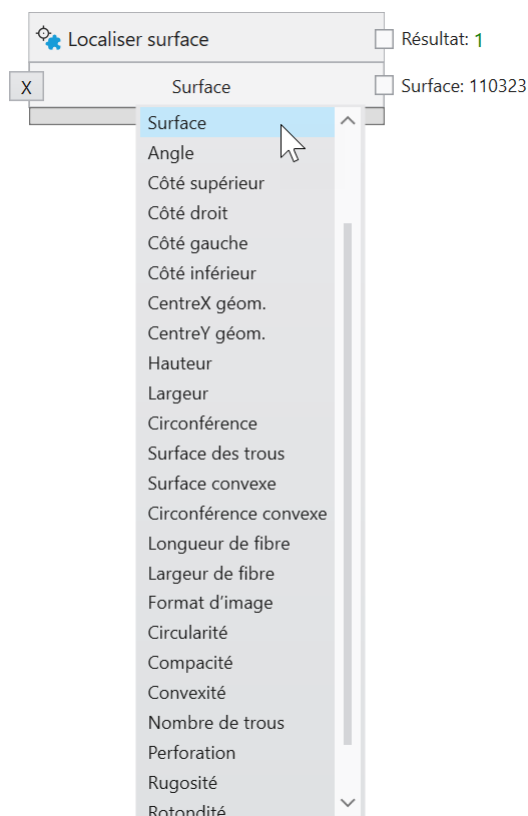 Localiser surface
Résultat: 1
X
Surface
Surface: 110323
Surface
Angle
Côté supérieur
Côté droit
Côté gauche
Côté inférieur
CentreX géom.
CentreY géom.
Hauteur
Largeur
Circonférence
Surface des trous
Surface convexe
Circonférence convexe
Longueur de fibre
Largeur de fibre
Format d'image
Circularité
Compacité
Convexité
Nombre de trous
Perforation
Rugosité
Rotondité